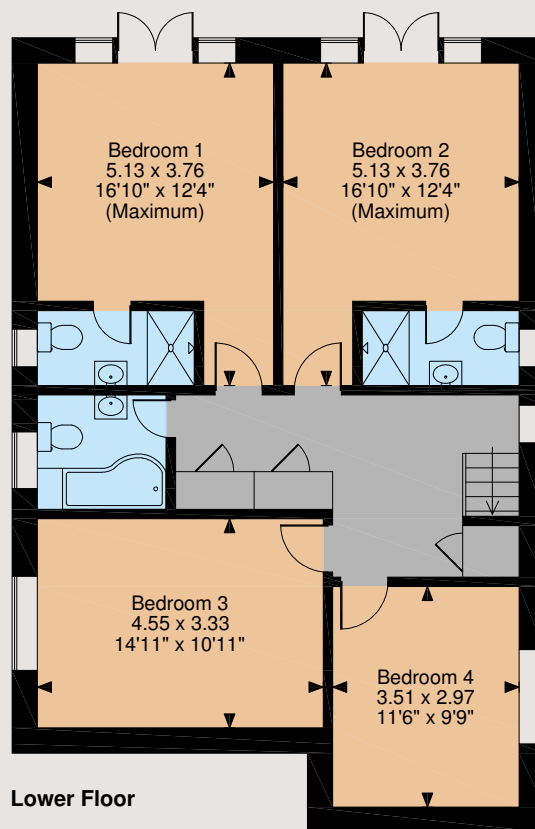 Bedroom 1
5.13 x 3.76
16'10" x 12'4"
(Maximum)
Bedroom 2
5.13 x 3.76
16'10" x 12'4"
(Maximum)
Bedroom 3
4.55 x 3.33
14'11" x 10'11"
Bedroom 4
3.51 x 2.97
11'6" x 9'9"
Lower Floor